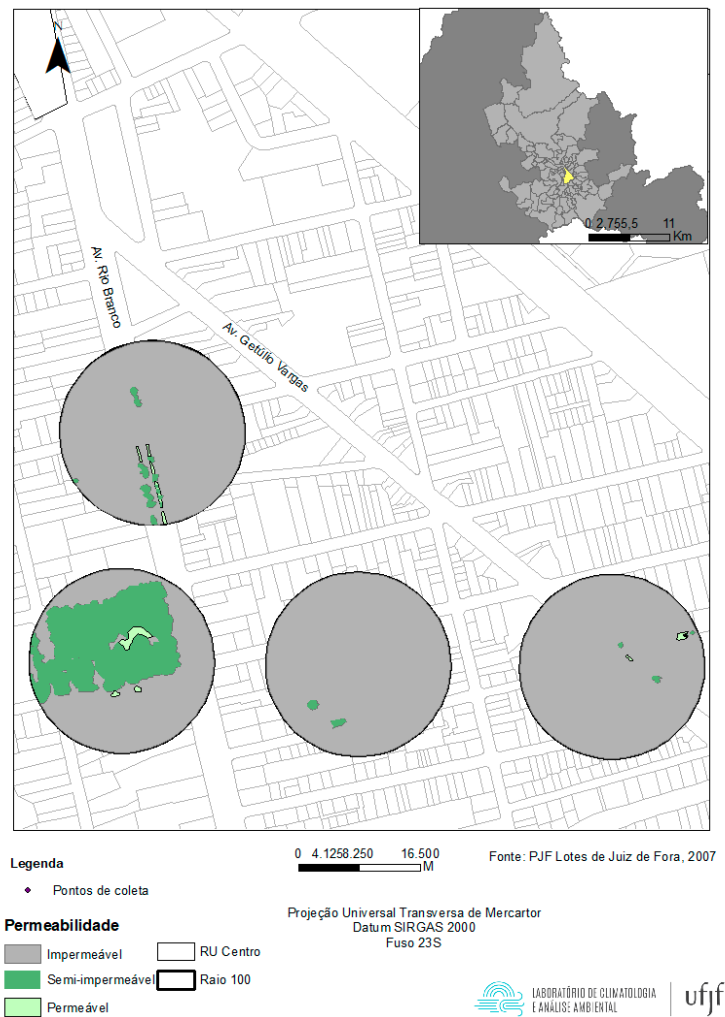 N
0 2.755,5 11
Km
Av. Rio Branco
Av. Getúlio Vargas
Legenda
Pontos de coleta
0 4.1258.250 16.500
M
Fonte: PJF Lotes de Juiz de Fora, 2007
Projeção Universal Transversa de Mercartor
Datum SIRGAS 2000
Fuso 23S
Permeabilidade
Impermeável
RU Centro
Semi-impermeável
Raio 100
Permeável
LABORATÓRIO DE CLIMATOLOGIA
E ANÁLISE AMBIENTAL
ufjf